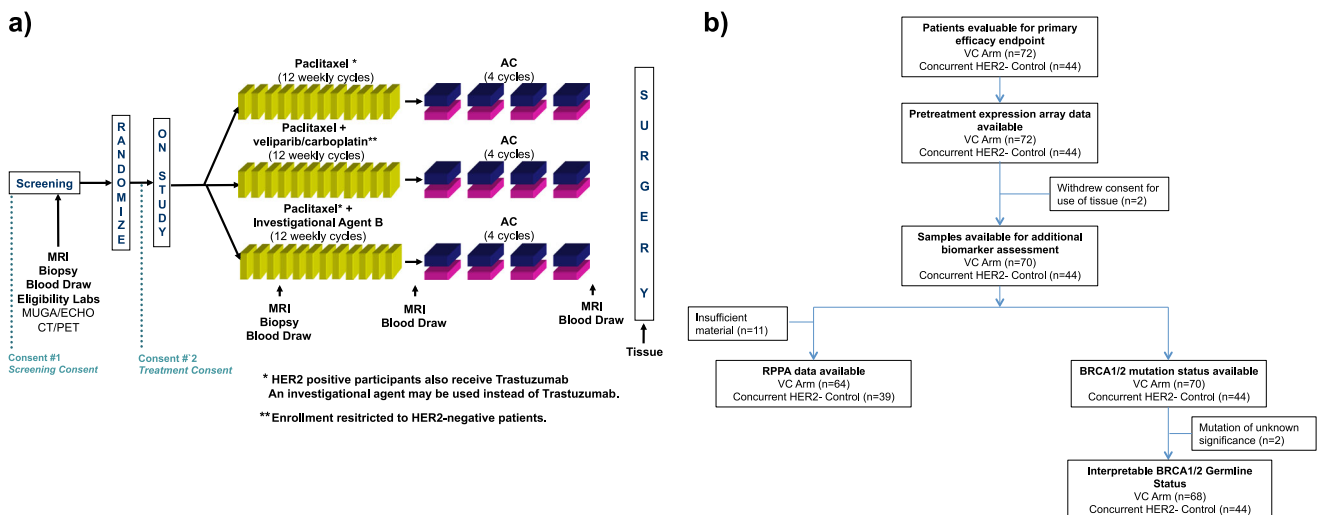 a)
Paclitaxel *
(12 weekly cycles)
AC
(4 cycles)
Paclitaxel +
veliparib/carboplatin**
(12 weekly cycles)
AC
(4 cycles)
Paclitaxel* +
Investigational Agent B
(12 weekly cycles)
AC
(4 cycles)
Screening
RANDOMIZE
ON STUDY
SURGERY
MRI
Biopsy
Blood Draw
Eligibility Labs
MUGA/ECHO
CT/PET
MRI
Biopsy
Blood Draw
MRI
Blood Draw
MRI
Blood Draw
Tissue
Consent #1
Screening Consent
Consent #`2
Treatment Consent
* HER2 positive participants also receive Trastuzumab
An investigational agent may be used instead of Trastuzumab.
** Enrollment resitricted to HER2-negative patients.
b)
Patients evaluable for primary
efficacy endpoint
VC Arm (n=72)
Concurrent HER2- Control (n=44)
Pretreatment expression array data
available
VC Arm (n=72)
Concurrent HER2- Control (n=44)
Withdrew consent for
use of tissue (n=2)
Samples available for additional
biomarker assessment
VC Arm (n=70)
Concurrent HER2- Control (n=44)
Insufficient
material (n=11)
RPPA data available
VC Arm (n=64)
Concurrent HER2- Control (n=39)
BRCA1/2 mutation status available
VC Arm (n=70)
Concurrent HER2- Control (n=44)
Mutation of unknown
significance (n=2)
Interpretable BRCA1/2 Germline
Status
VC Arm (n=68)
Concurrent HER2- Control (n=44)